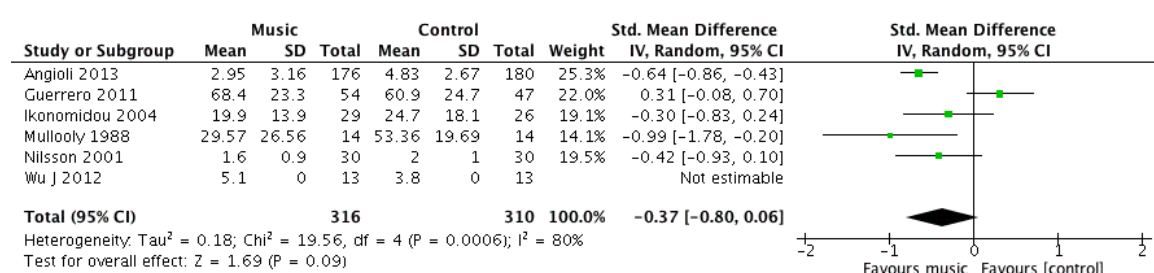 Music Control Std. Mean Difference Std. Mean Difference
Study or Subgroup Mean SD Total Mean SD Total Weight IV, Random, 95% CI IV, Random, 95% CI
Angioli 2013 2.95 3.16 176 4.83 2.67 180 25.3% -0.64 [-0.86, -0.43]
Guerrero 2011 68.4 23.3 54 60.9 24.7 47 22.0% 0.31 [-0.08, 0.70]
Ikonomidou 2004 19.9 13.9 29 24.7 18.1 26 19.1% -0.30 [-0.83, 0.24]
Mullooly 1988 29.57 26.56 14 53.36 19.69 14 14.1% -0.99 [-1.78, -0.20]
Nilsson 2001 1.6 0.9 30 2 1 30 19.5% -0.42 [-0.93, 0.10]
Wu J 2012 5.1 0 13 3.8 0 13 Not estimable
Total (95% CI) 316 310 100.0% -0.37 [-0.80, 0.06]
Heterogeneity: Tau² = 0.18; Chi² = 19.56, df = 4 (P = 0.0006); I² = 80%
Test for overall effect: Z = 1.69 (P = 0.09)
-2 -1 0 1 2
Favours music Favours [control]